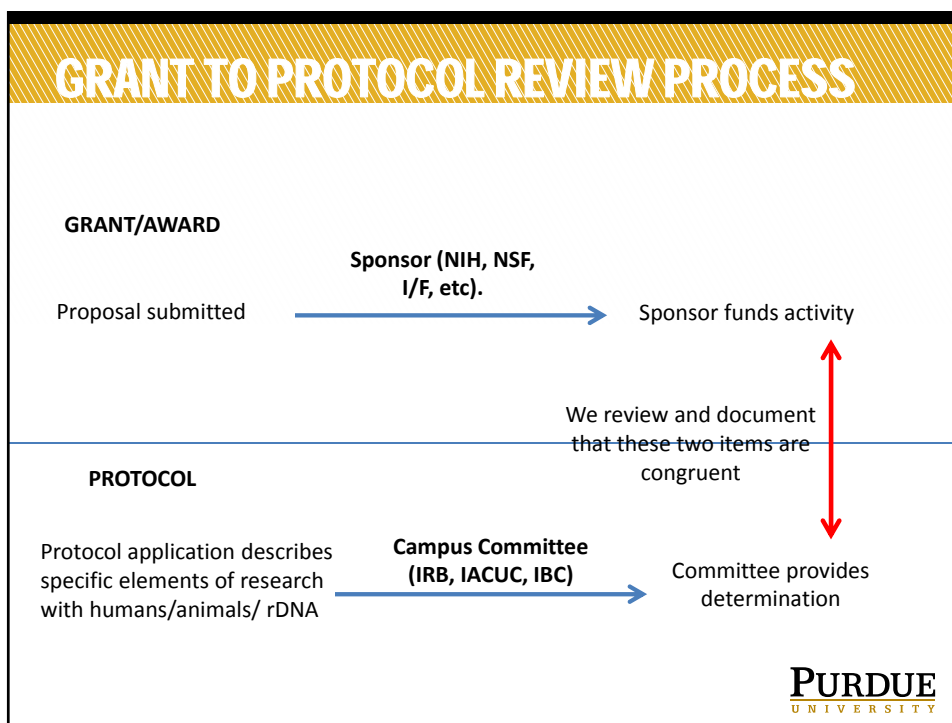 GRANT TO PROTOCOL REVIEW PROCESS
GRANT/AWARD
Proposal submitted
Sponsor (NIH, NSF,
I/F, etc).
Sponsor funds activity
We review and document
that these two items are
congruent
PROTOCOL
Protocol application describes
specific elements of research
with humans/animals/ rDNA
Campus Committee
(IRB, IACUC, IBC)
Committee provides
determination
PURDUE
UNIVERSITY